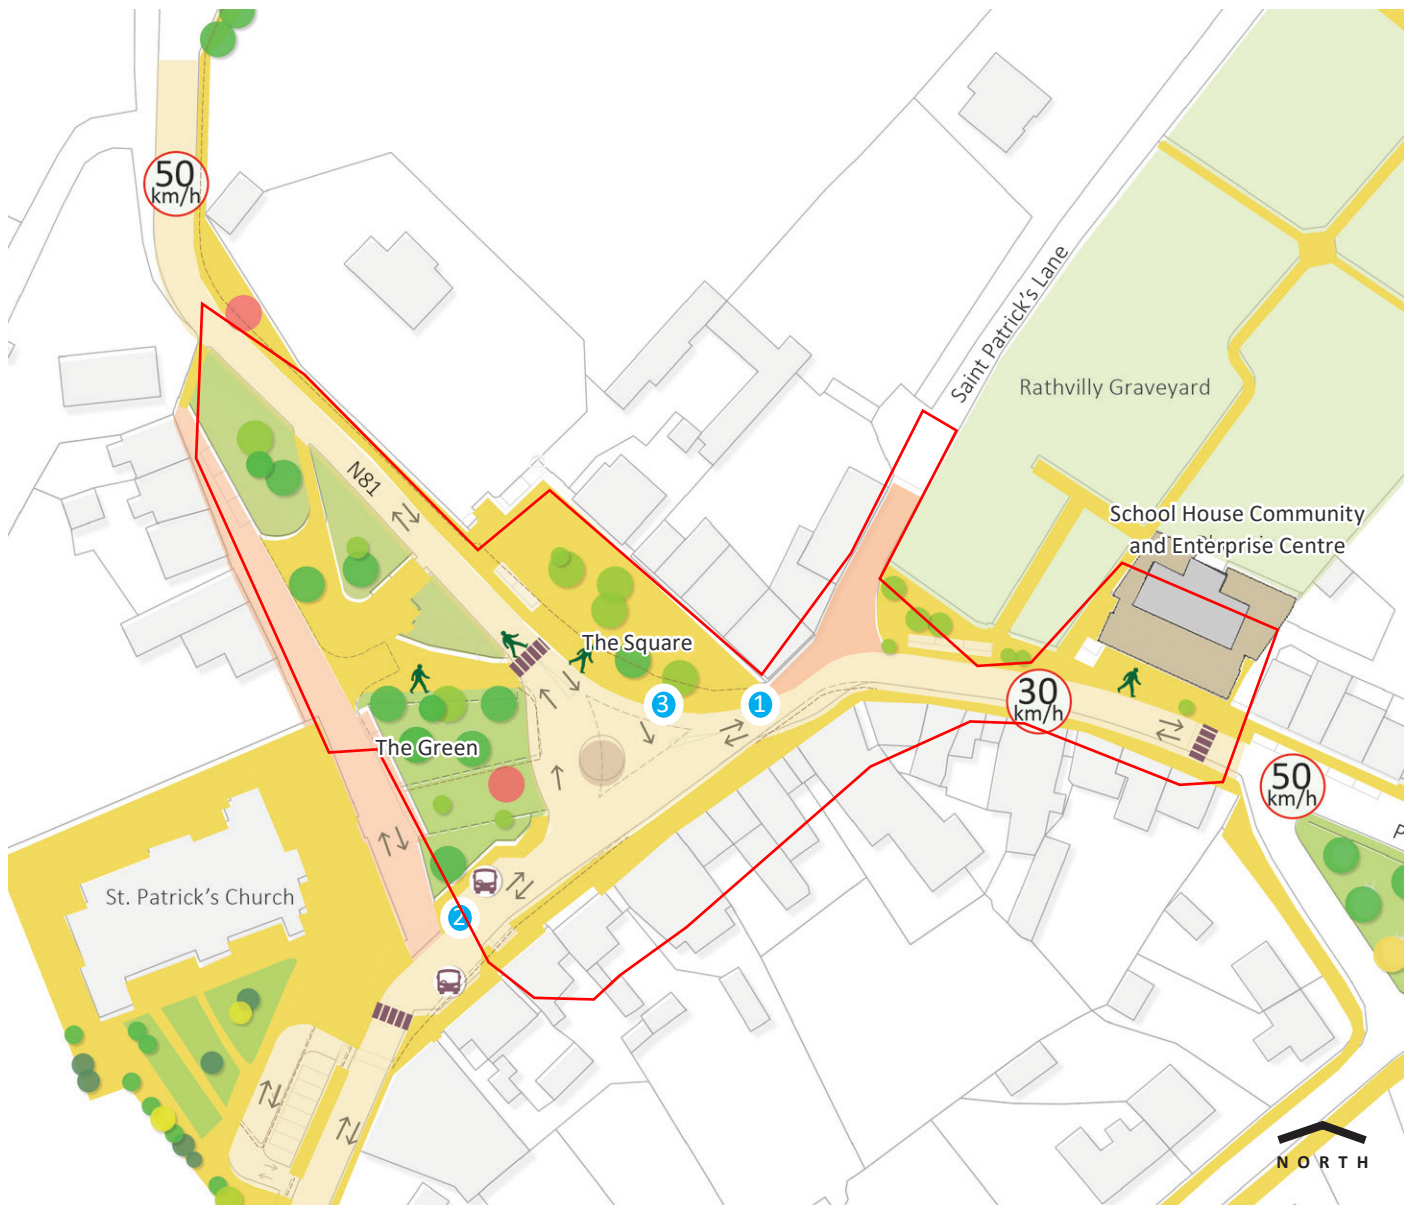 50
km/h
Saint Patrick's Lane
Rathvilly Graveyard
N81
School House Community
and Enterprise Centre
The Square
3
1
30
km/h
The Green
50
km/h
P
St. Patrick's Church
2
NORTH